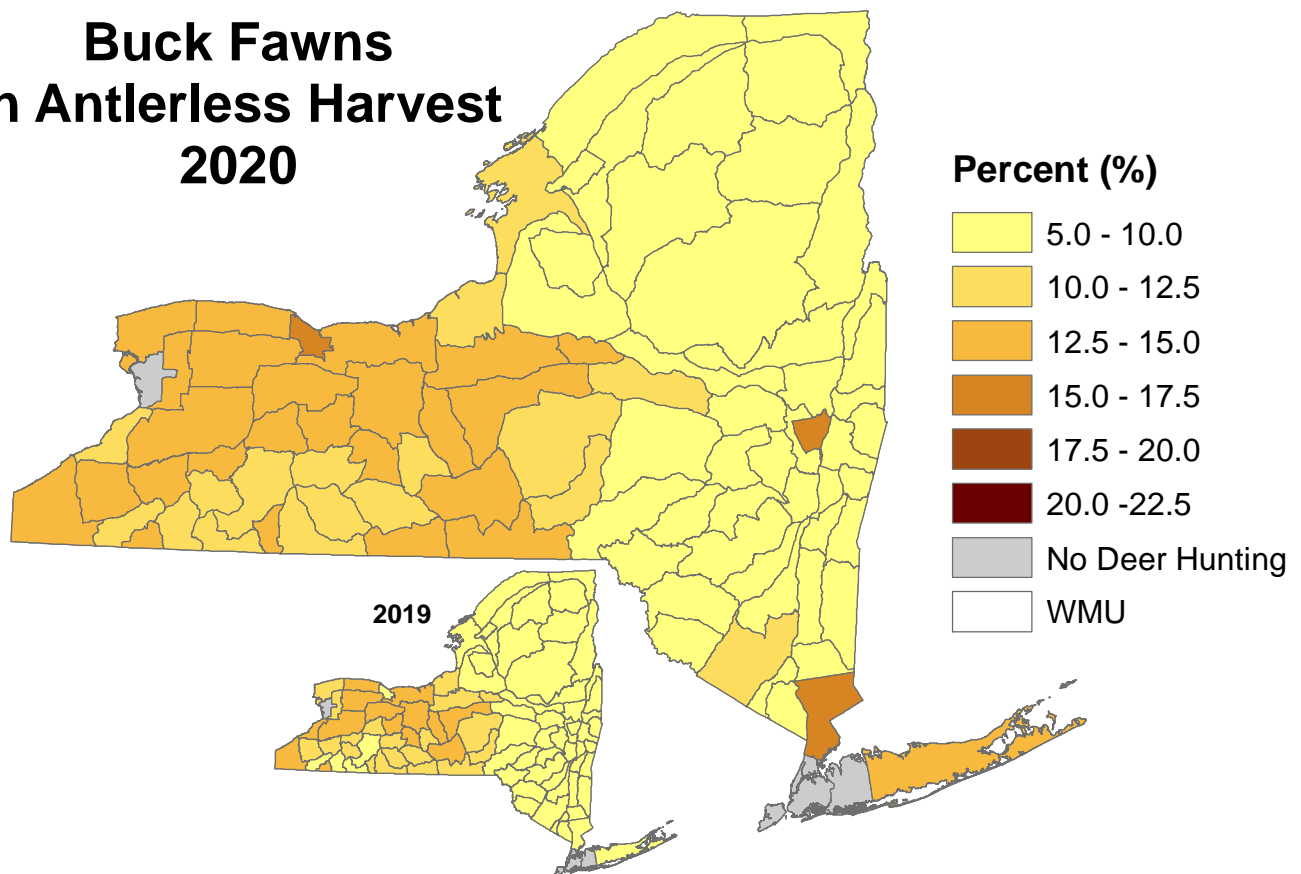 Buck Fawns
n Antlerless Harvest
2020
Percent (%)
5.0 - 10.0
10.0 - 12.5
12.5 - 15.0
15.0 - 17.5
17.5 - 20.0
20.0 -22.5
No Deer Hunting
WMU
2019